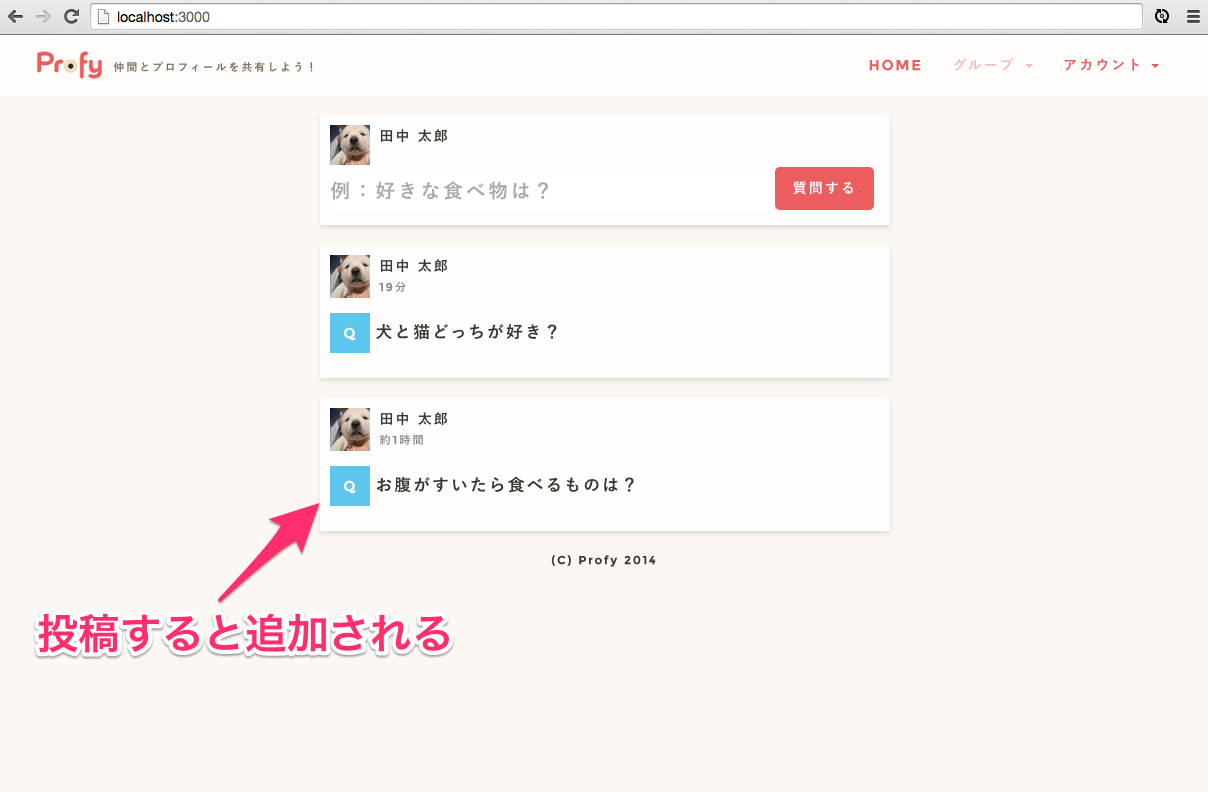 localhost:3000
Profy 仲間とプロフィールを共有しよう！
HOME グループ アカウント
田中 太郎
例：好きな食べ物は？
質問する
田中 太郎
19分
Q 犬と猫どっちが好き？
田中 太郎
約1時間
Q お腹がすいたら食べるものは？
(C) Profy 2014
投稿すると追加される